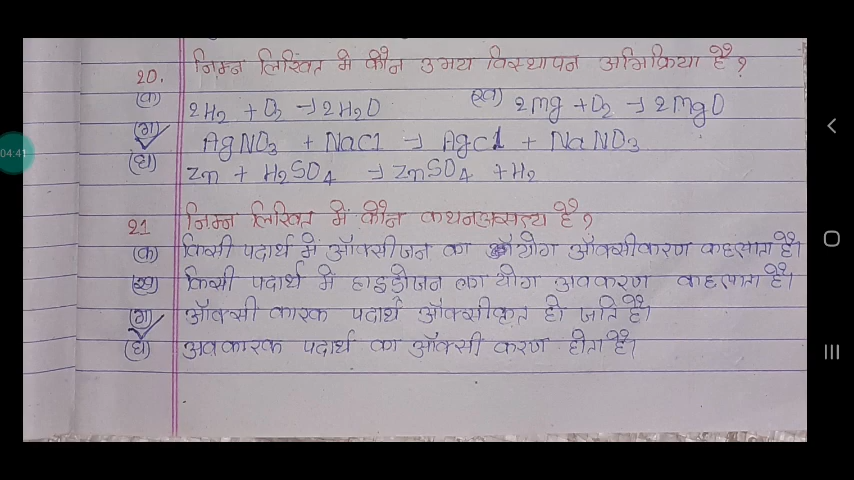 20. निम्न लिखित मे कौन उभय विस्थापन अभिक्रिया है?
(क) 2H2 + O2 → 2H2O (ख) 2mg + O2 → 2MgO
(ग) AgNO3 + NaCl → AgCl + NaNO3
(घ) Zn + H2SO4 → ZnSO4 + H2
21 निम्न लिखित में कौन कथन असत्य है?
(क) किसी पदार्थ में ऑक्सीजन का योग ऑक्सीकरण कहलाता है।
(ख) किसी पदार्थ में हाइड्रोजन का योग अवकरण कहलाता है।
(ग) ऑक्सी कारक पदार्थ ऑक्सीकृत हो जाते है।
(घ) अवकारक पदार्थ का ऑक्सी करण होता है।
04:41